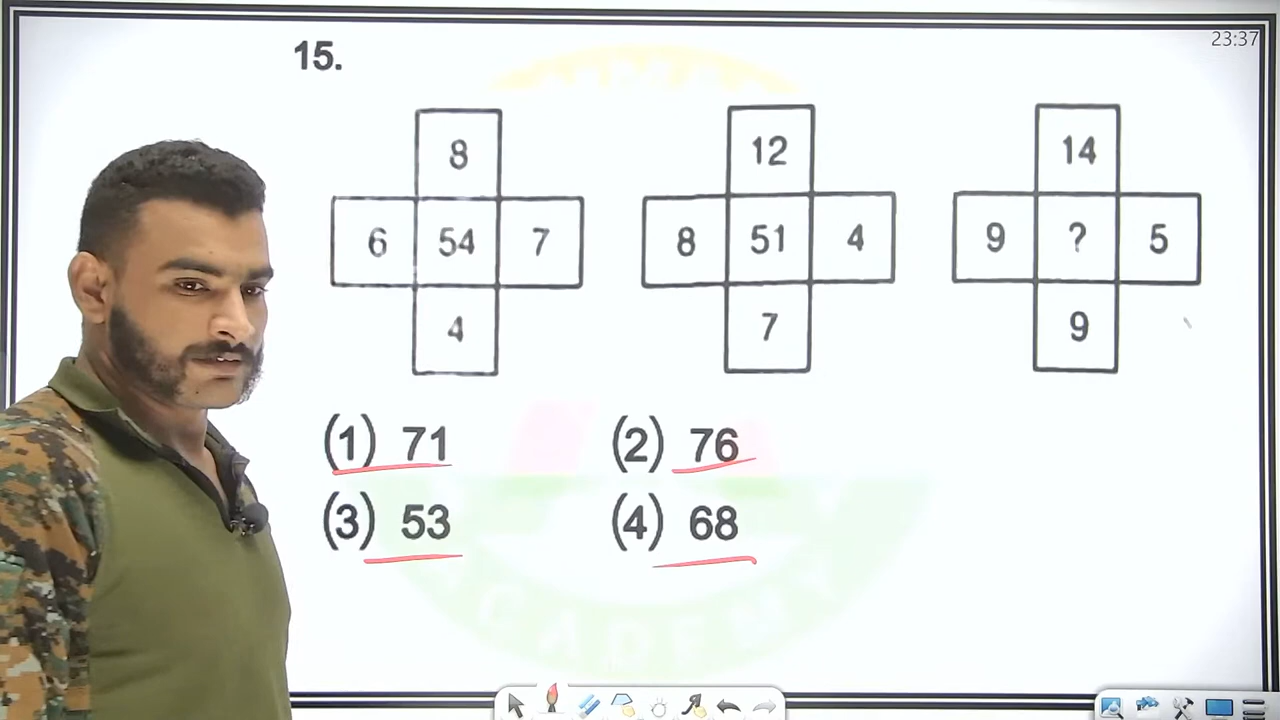 23:37
15.
8 12 14
6 54 7 8 51 4 9 ? 5
4 7 9
(1) 71 (2) 76
(3) 53 (4) 68
ACADEMY